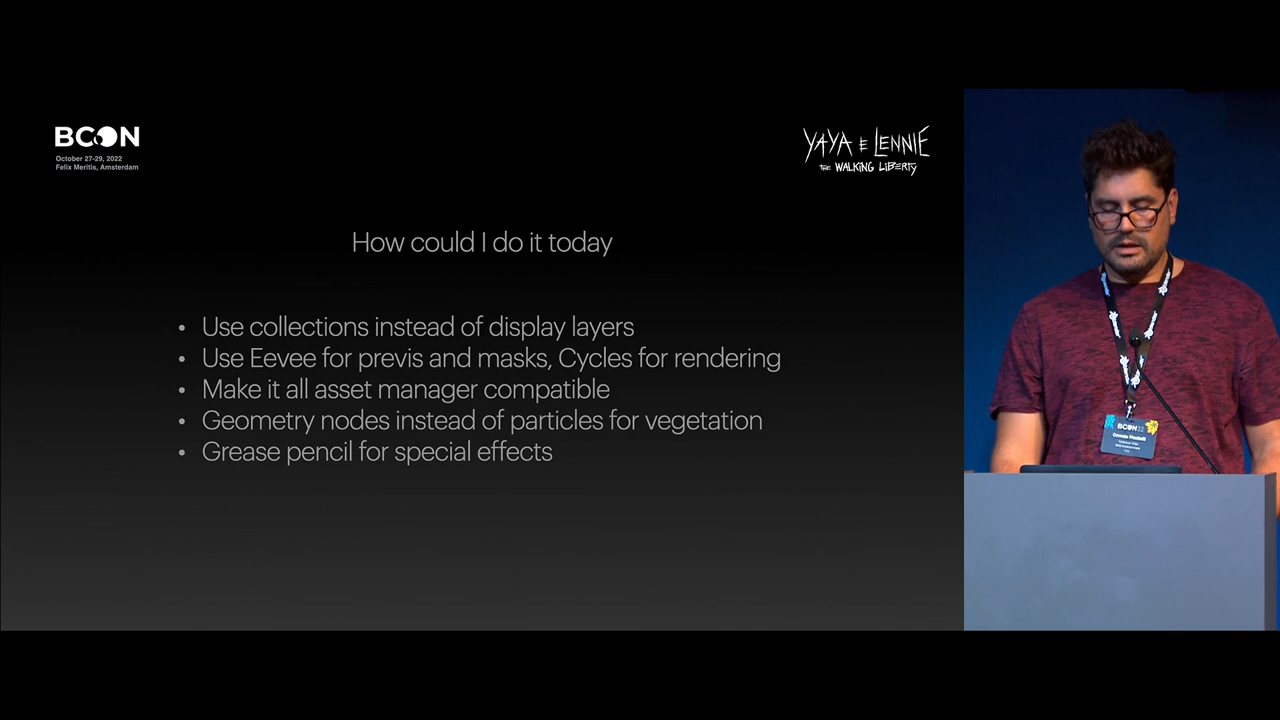 BCON
October 27-29, 2022
Felix Meritis, Amsterdam
YAYA E LENNIE
THE WALKING LIBERTY
How could I do it today
• Use collections instead of display layers
• Use Eevee for previs and masks, Cycles for rendering
• Make it all asset manager compatible
• Geometry nodes instead of particles for vegetation
• Grease pencil for special effects
BCON22